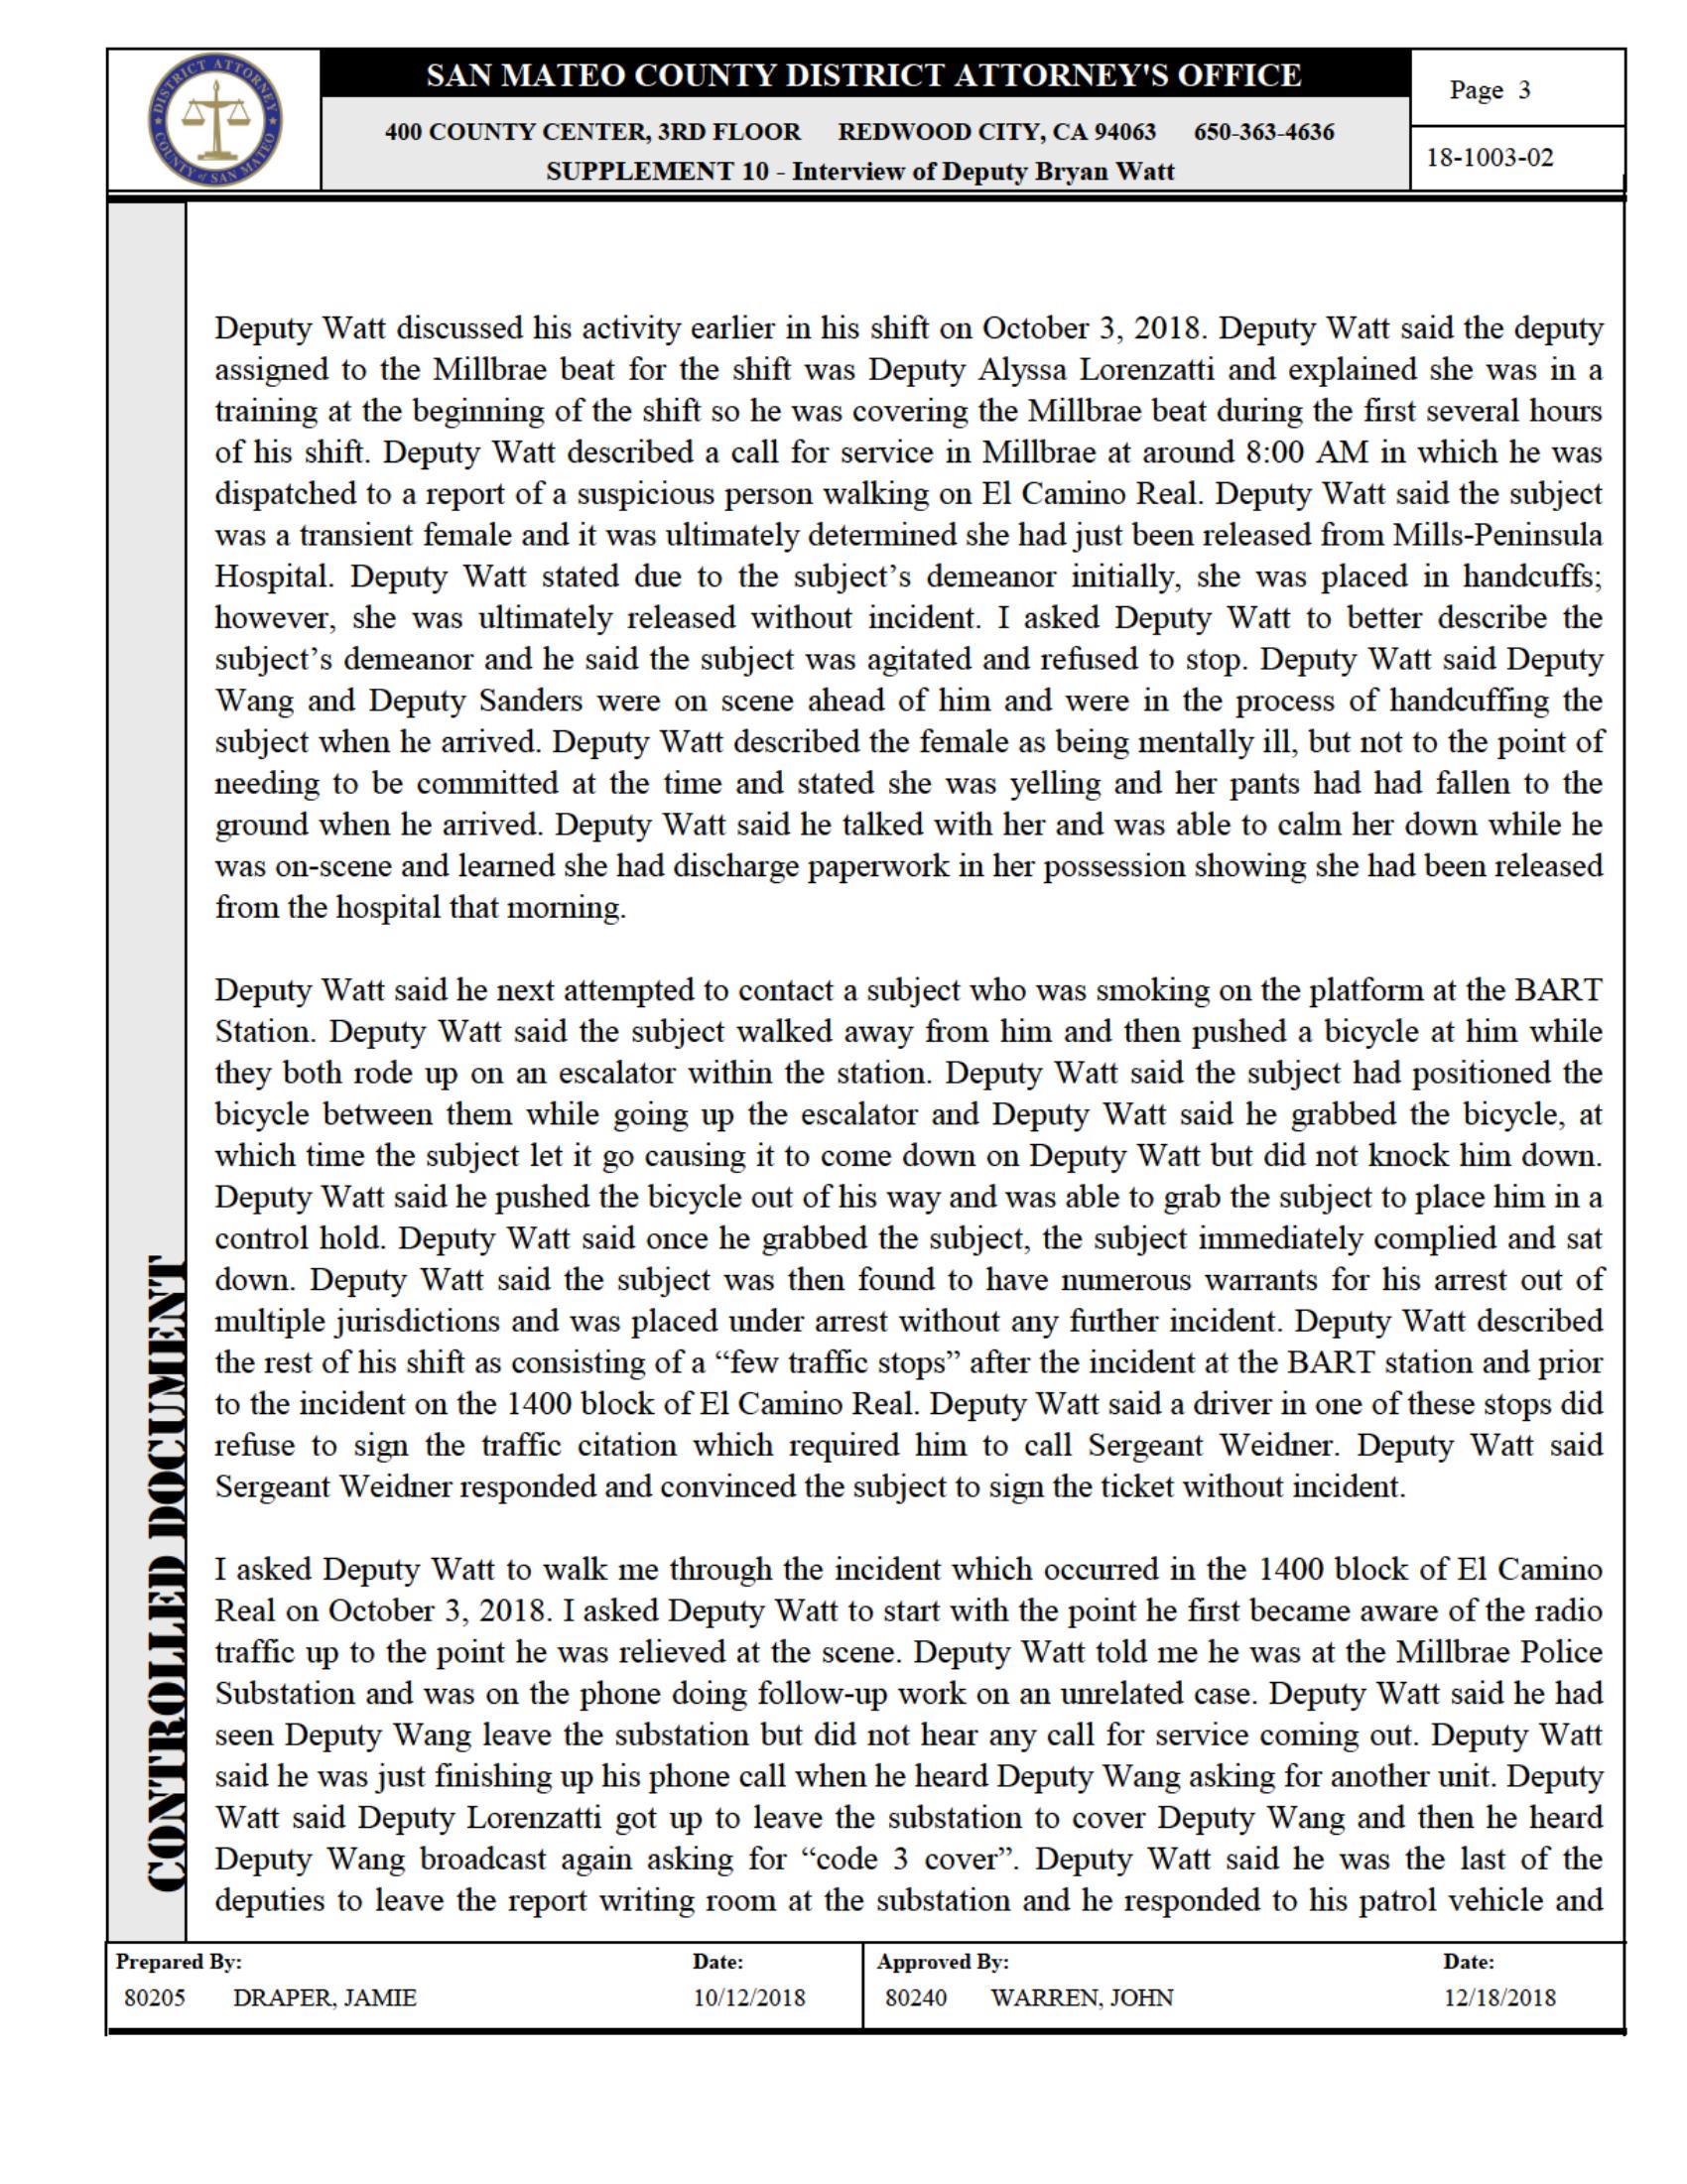 DISTRICT ATTORNEY
COUNTY of SAN MATEO
SAN MATEO COUNTY DISTRICT ATTORNEY'S OFFICE
400 COUNTY CENTER, 3RD FLOOR REDWOOD CITY, CA 94063 650-363-4636
SUPPLEMENT 10 - Interview of Deputy Bryan Watt
Page 3
18-1003-02
Deputy Watt discussed his activity earlier in his shift on October 3, 2018. Deputy Watt said the deputy
assigned to the Millbrae beat for the shift was Deputy Alyssa Lorenzatti and explained she was in a
training at the beginning of the shift so he was covering the Millbrae beat during the first several hours
of his shift. Deputy Watt described a call for service in Millbrae at around 8:00 AM in which he was
dispatched to a report of a suspicious person walking on El Camino Real. Deputy Watt said the subject
was a transient female and it was ultimately determined she had just been released from Mills-Peninsula
Hospital. Deputy Watt stated due to the subject’s demeanor initially, she was placed in handcuffs;
however, she was ultimately released without incident. I asked Deputy Watt to better describe the
subject’s demeanor and he said the subject was agitated and refused to stop. Deputy Watt said Deputy
Wang and Deputy Sanders were on scene ahead of him and were in the process of handcuffing the
subject when he arrived. Deputy Watt described the female as being mentally ill, but not to the point of
needing to be committed at the time and stated she was yelling and her pants had had fallen to the
ground when he arrived. Deputy Watt said he talked with her and was able to calm her down while he
was on-scene and learned she had discharge paperwork in her possession showing she had been released
from the hospital that morning.
Deputy Watt said he next attempted to contact a subject who was smoking on the platform at the BART
Station. Deputy Watt said the subject walked away from him and then pushed a bicycle at him while
they both rode up on an escalator within the station. Deputy Watt said the subject had positioned the
bicycle between them while going up the escalator and Deputy Watt said he grabbed the bicycle, at
which time the subject let it go causing it to come down on Deputy Watt but did not knock him down.
Deputy Watt said he pushed the bicycle out of his way and was able to grab the subject to place him in a
control hold. Deputy Watt said once he grabbed the subject, the subject immediately complied and sat
down. Deputy Watt said the subject was then found to have numerous warrants for his arrest out of
multiple jurisdictions and was placed under arrest without any further incident. Deputy Watt described
the rest of his shift as consisting of a “few traffic stops” after the incident at the BART station and prior
to the incident on the 1400 block of El Camino Real. Deputy Watt said a driver in one of these stops did
refuse to sign the traffic citation which required him to call Sergeant Weidner. Deputy Watt said
Sergeant Weidner responded and convinced the subject to sign the ticket without incident.
I asked Deputy Watt to walk me through the incident which occurred in the 1400 block of El Camino
Real on October 3, 2018. I asked Deputy Watt to start with the point he first became aware of the radio
traffic up to the point he was relieved at the scene. Deputy Watt told me he was at the Millbrae Police
Substation and was on the phone doing follow-up work on an unrelated case. Deputy Watt said he had
seen Deputy Wang leave the substation but did not hear any call for service coming out. Deputy Watt
said he was just finishing up his phone call when he heard Deputy Wang asking for another unit. Deputy
Watt said Deputy Lorenzatti got up to leave the substation to cover Deputy Wang and then he heard
Deputy Wang broadcast again asking for “code 3 cover”. Deputy Watt said he was the last of the
deputies to leave the report writing room at the substation and he responded to his patrol vehicle and
CONTROLLED DOCUMENT
Prepared By: Date: Approved By: Date:
80205 DRAPER, JAMIE 10/12/2018 80240 WARREN, JOHN 12/18/2018